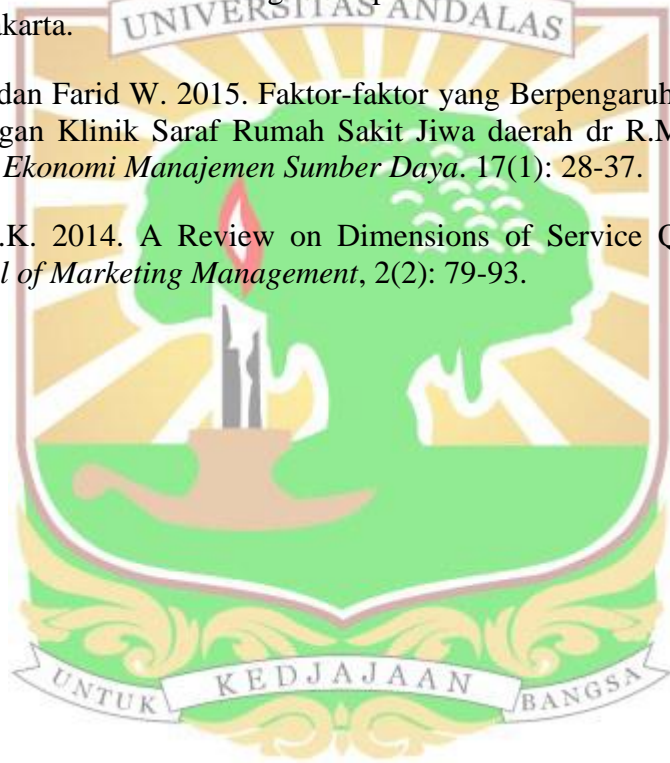 akarta.
UNIVERSITAS ANDALAS
dan Farid W. 2015. Faktor-faktor yang Berpengaruh
gan Klinik Saraf Rumah Sakit Jiwa daerah dr R.M
Ekonomi Manajemen Sumber Daya. 17(1): 28-37.
.K. 2014. A Review on Dimensions of Service Q
l of Marketing Management, 2(2): 79-93.
UNTUK KEDJAJAAN BANGSA